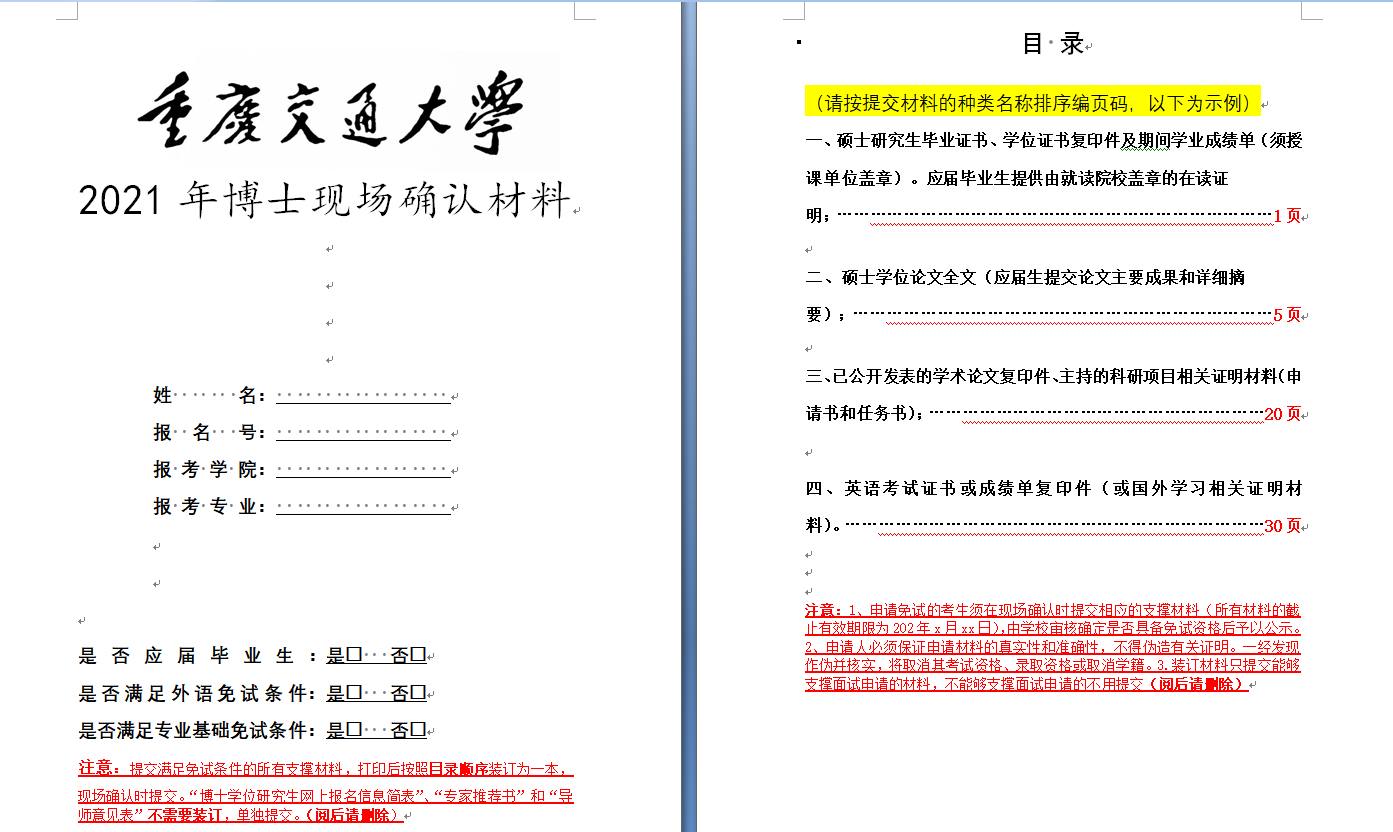 重庆交通大学
2021 年博士现场确认材料
姓 名：
报 名 号：
报 考 学 院：
报 考 专 业：
是 否 应 届 毕 业 生 ：是□ 否□
是否满足外语免试条件：是□ 否□
是否满足专业基础免试条件：是□ 否□
注意：提交满足免试条件的所有支撑材料，打印后按照目录顺序装订为一本，
现场确认时提交。“博士学位研究生网上报名信息简表”、“专家推荐书”和“导
师意见表”不需要装订，单独提交。（阅后请删除）
目 录
（请按提交材料的种类名称排序编页码，以下为示例）
一、硕士研究生毕业证书、学位证书复印件及期间学业成绩单（须授
课单位盖章）。应届毕业生提供由就读院校盖章的在读证
明；……………………………………………………………………1 页
二、硕士学位论文全文（应届生提交论文主要成果和详细摘
要）；…………………………………………………………………5 页
三、已公开发表的学术论文复印件、主持的科研项目相关证明材料（申
请书和任务书）；……………………………………………………20 页
四、英语考试证书或成绩单复印件（或国外学习相关证明材
料）。…………………………………………………………………30 页
注意：1、申请免试的考生须在现场确认时提交相应的支撑材料（所有材料的截
止有效期限为 202 年 x 月 xx 日），由学校审核确定是否具备免试资格后予以公示。
2、申请人必须保证申请材料的真实性和准确性，不得伪造有关证明。一经发现
作伪并核实，将取消其考试资格、录取资格或取消学籍。3.装订材料只提交能够
支撑面试申请的材料，不能够支撑面试申请的不用提交（阅后请删除）